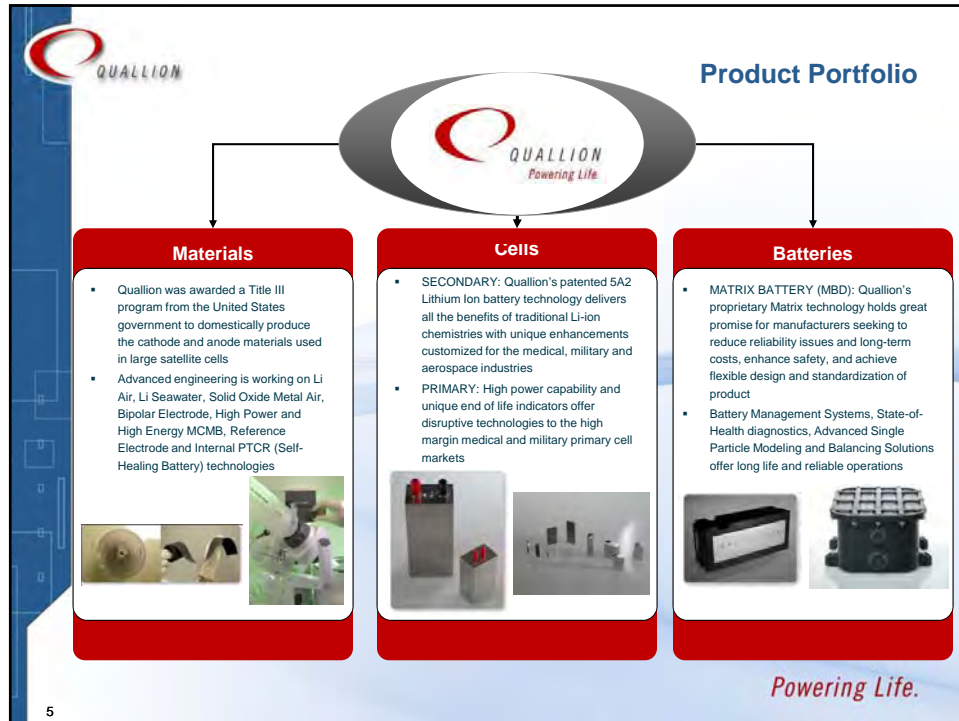 QUALLION
Product Portfolio
QUALLION
Powering Life
Materials
▪ Quallion was awarded a Title III
program from the United States
government to domestically produce
the cathode and anode materials used
in large satellite cells
▪ Advanced engineering is working on Li
Air, Li Seawater, Solid Oxide Metal Air,
Bipolar Electrode, High Power and
High Energy MCMB, Reference
Electrode and Internal PTCR (Self-
Healing Battery) technologies
Cells
▪ SECONDARY: Quallion's patented 5A2
Lithium Ion battery technology delivers
all the benefits of traditional Li-ion
chemistries with unique enhancements
customized for the medical, military and
aerospace industries
▪ PRIMARY: High power capability and
unique end of life indicators offer
disruptive technologies to the high
margin medical and military primary cell
markets
Batteries
▪ MATRIX BATTERY (MBD): Quallion's
proprietary Matrix technology holds great
promise for manufacturers seeking to
reduce reliability issues and long-term
costs, enhance safety, and achieve
flexible design and standardization of
product
▪ Battery Management Systems, State-of-
Health diagnostics, Advanced Single
Particle Modeling and Balancing Solutions
offer long life and reliable operations
Powering Life.
5